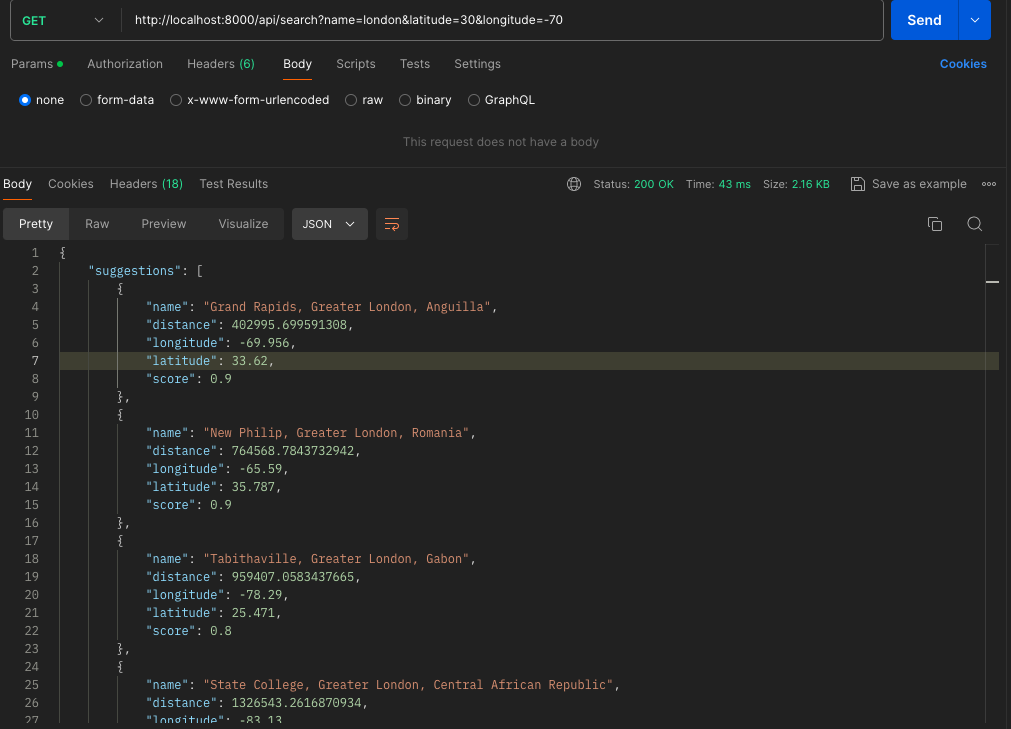 GET http://localhost:8000/api/search?name=london&latitude=30&longitude=-70 Send
Params Authorization Headers (6) Body Scripts Tests Settings Cookies
none form-data x-www-form-urlencoded raw binary GraphQL
This request does not have a body
Body Cookies Headers (18) Test Results Status: 200 OK Time: 43 ms Size: 2.16 KB Save as example
Pretty Raw Preview Visualize JSON
1 {
2 "suggestions": [
3 {
4 "name": "Grand Rapids, Greater London, Anguilla",
5 "distance": 402995.699591308,
6 "longitude": -69.956,
7 "latitude": 33.62,
8 "score": 0.9
9 },
10 {
11 "name": "New Philip, Greater London, Romania",
12 "distance": 764568.7843732942,
13 "longitude": -65.59,
14 "latitude": 35.787,
15 "score": 0.9
16 },
17 {
18 "name": "Tabithaville, Greater London, Gabon",
19 "distance": 959407.0583437665,
20 "longitude": -78.29,
21 "latitude": 25.471,
22 "score": 0.8
23 },
24 {
25 "name": "State College, Greater London, Central African Republic",
26 "distance": 1326543.2616870934,
27 "longitude": -83.13